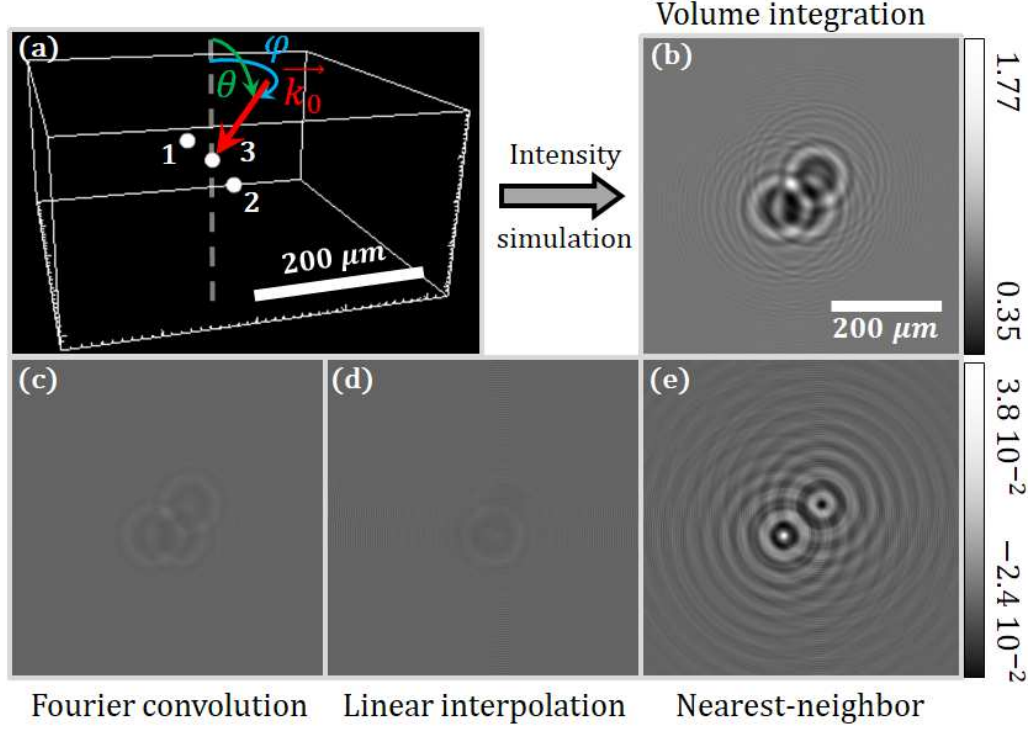 Volume integration
(a)
φ
θ
k₀
1
3
2
200 μm
Intensity
simulation
(b)
200 μm
1.77
0.35
(c)
(d)
(e)
3.8 10⁻²
−2.4 10⁻²
Fourier convolution
Linear interpolation
Nearest-neighbor